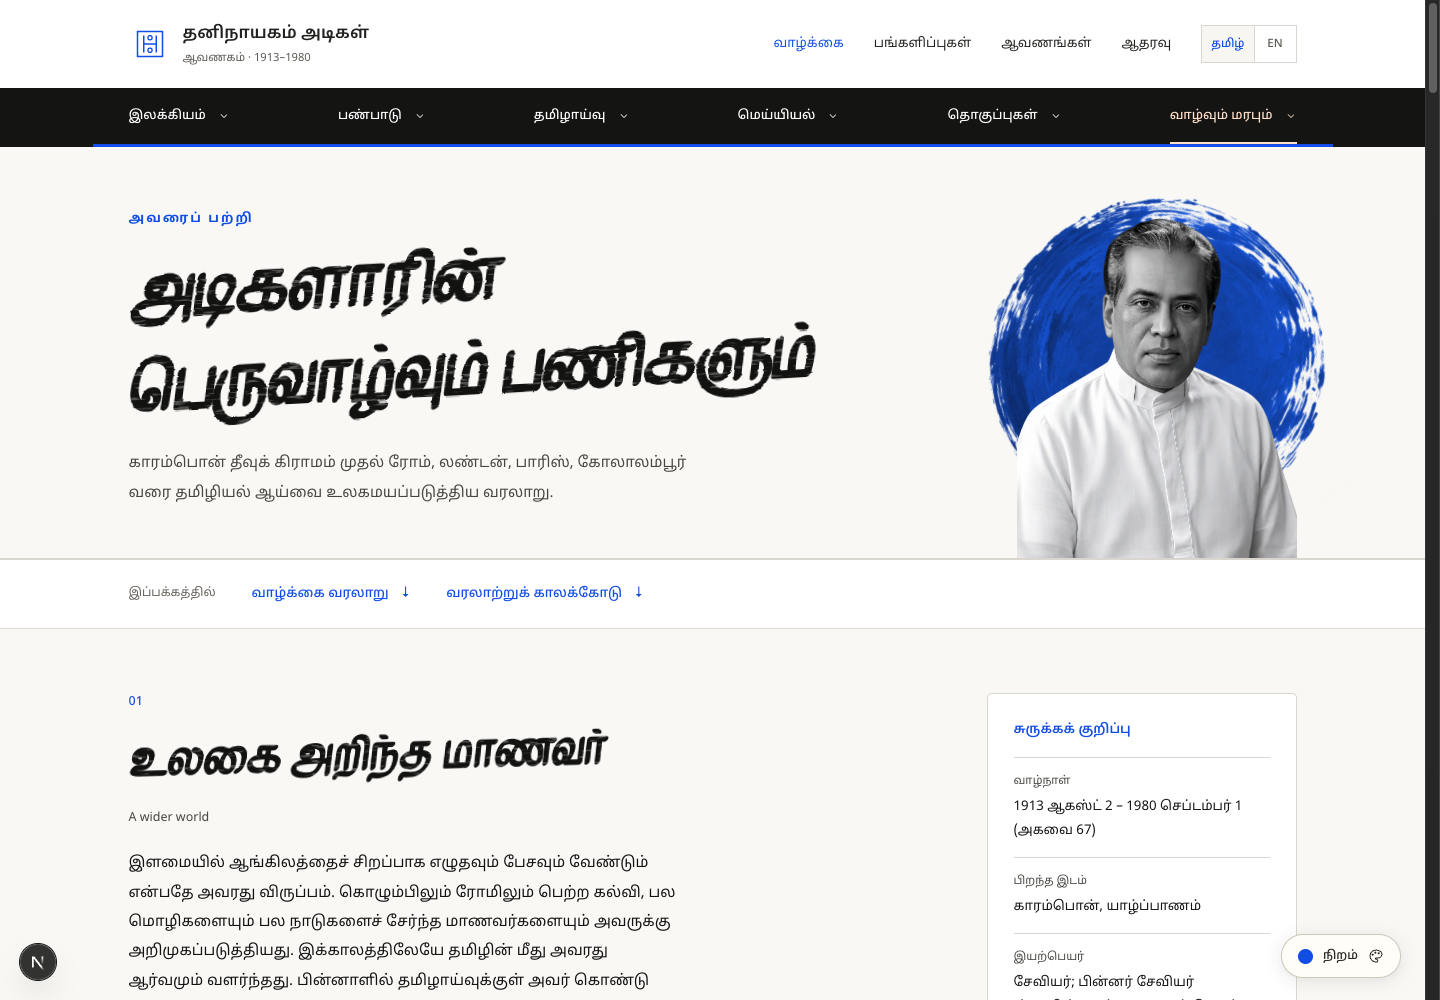 தனிநாயகம் அடிகள்
ஆவணகம் · 1913–1980
வாழ்க்கை பங்களிப்புகள் ஆவணங்கள் ஆதரவு தமிழ் EN
இலக்கியம் பண்பாடு தமிழாய்வு மெய்யியல் தொகுப்புகள் வாழ்வும் மரபும்
அவரைப் பற்றி
அடிகளாரின்
பெருவாழ்வும் பணிகளும்
காரம்பொன் தீவுக் கிராமம் முதல் ரோம், லண்டன், பாரிஸ், கோலாலம்பூர்
வரை தமிழியல் ஆய்வை உலகமயப்படுத்திய வரலாறு.
இப்பக்கத்தில் வாழ்க்கை வரலாறு ↓ வரலாற்றுக் காலக்கோடு ↓
01
உலகை அறிந்த மாணவர்
A wider world
இளமையில் ஆங்கிலத்தைச் சிறப்பாக எழுதவும் பேசவும் வேண்டும்
என்பதே அவரது விருப்பம். கொழும்பிலும் ரோமிலும் பெற்ற கல்வி, பல
மொழிகளையும் பல நாடுகளைச் சேர்ந்த மாணவர்களையும் அவருக்கு
அறிமுகப்படுத்தியது. இக்காலத்திலேயே தமிழின் மீது அவரது
ஆர்வமும் வளர்ந்தது. பின்னாளில் தமிழாய்வுக்குள் அவர் கொண்டு
சுருக்கக் குறிப்பு
வாழ்நாள்
1913 ஆகஸ்ட் 2 – 1980 செப்டம்பர் 1
(அகவை 67)
பிறந்த இடம்
காரம்பொன், யாழ்ப்பாணம்
இயற்பெயர்
சேவியர்; பின்னர் சேவியர்
நிறம்
N